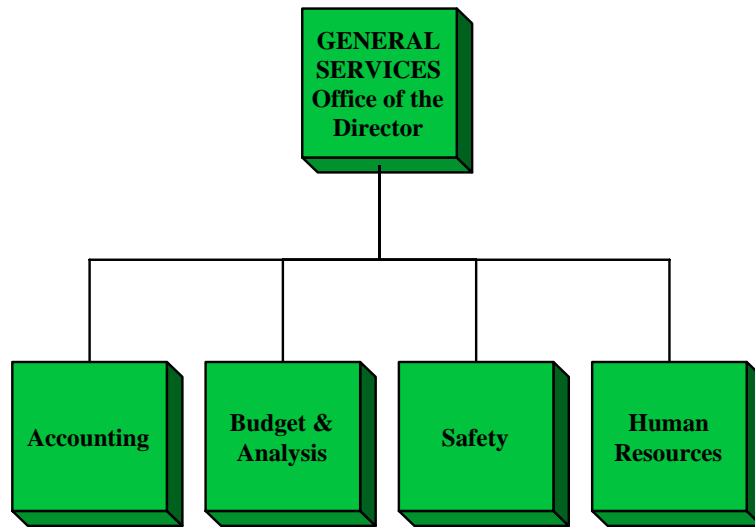 GENERAL
SERVICES
Office of the
Director
Accounting
Budget &
Analysis
Safety
Human
Resources